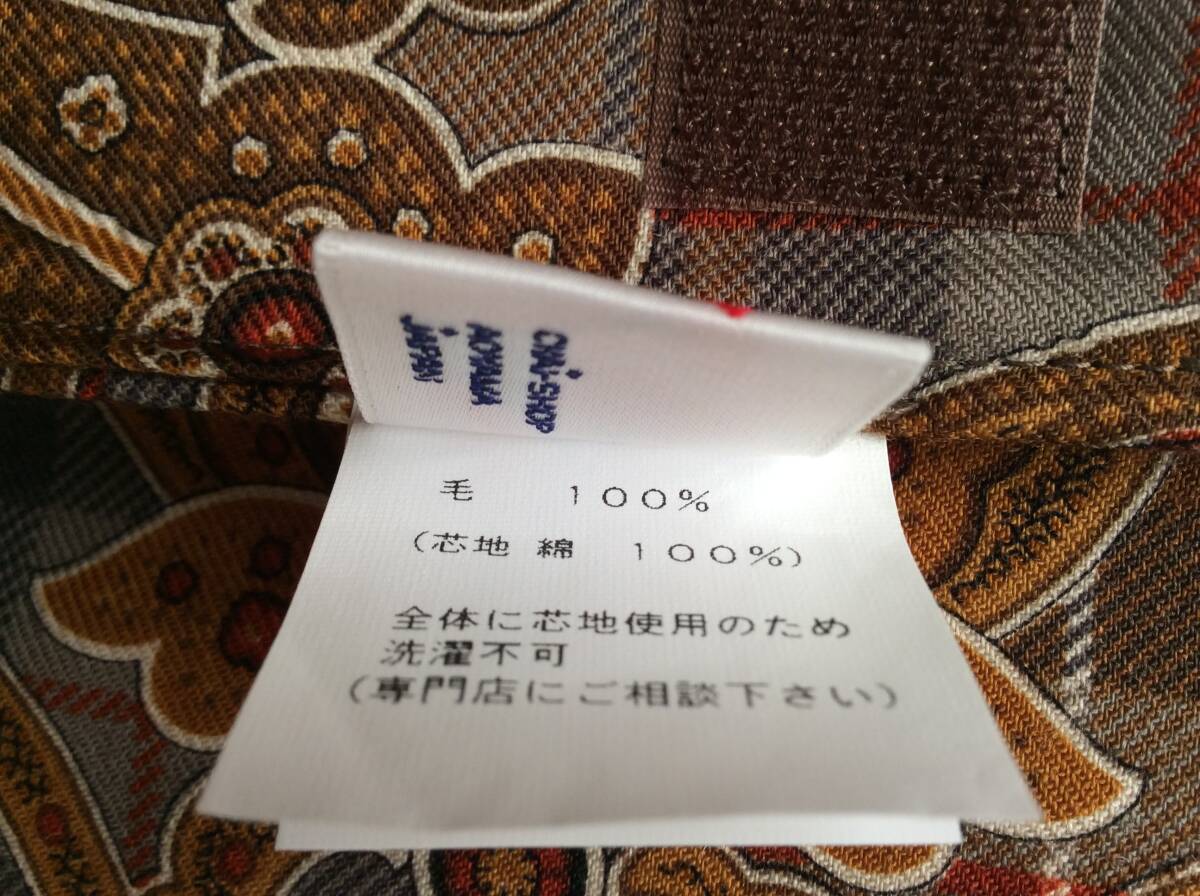 CIW・SHOP
AOYAMA
JAPAN
毛　１００％
（芯地 綿　１００％）
全体に芯地使用のため
洗濯不可
（専門店にご相談下さい）